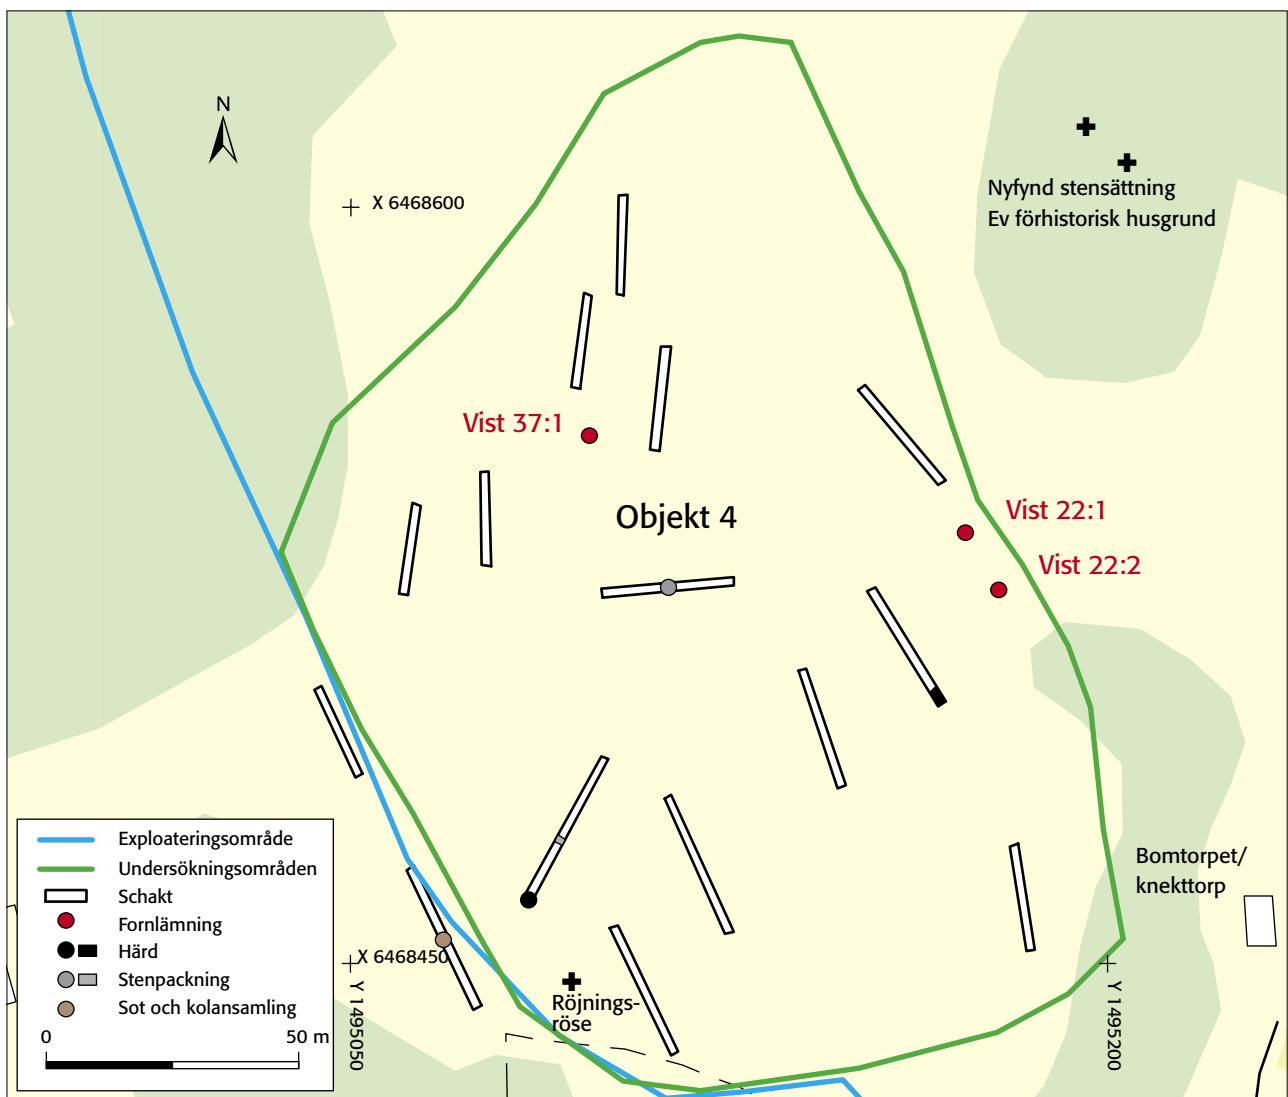 N
X 6468600
Nyfynd stensättning
Ev förhistorisk husgrund
Vist 37:1
Objekt 4
Vist 22:1
Vist 22:2
Bomtorpet/
knekttorp
X 6468450
Röjnings-
röse
Y 1495050
Y 1495200
Exploateringsområde
Undersökningsområden
Schakt
Fornlämning
Härd
Stenpackning
Sot och kolansamling
0 50 m